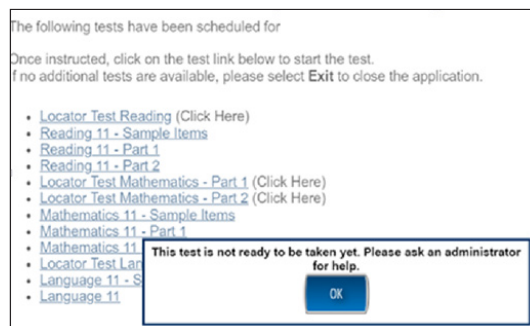 The following tests have been scheduled for
Once instructed, click on the test link below to start the test.
f no additional tests are available, please select Exit to close the application.
Locator Test Reading (Click Here)
Reading 11 - Sample Items
Reading 11 - Part 1
Reading 11 - Part 2
Locator Test Mathematics - Part 1 (Click Here)
Locator Test Mathematics - Part 2 (Click Here)
Mathematics 11 - Sample Items
Mathematics 11 - Part 1
Mathematics 11
Locator Test Lan
Language 11 - S
Language 11
This test is not ready to be taken yet. Please ask an administrator
for help.
OK